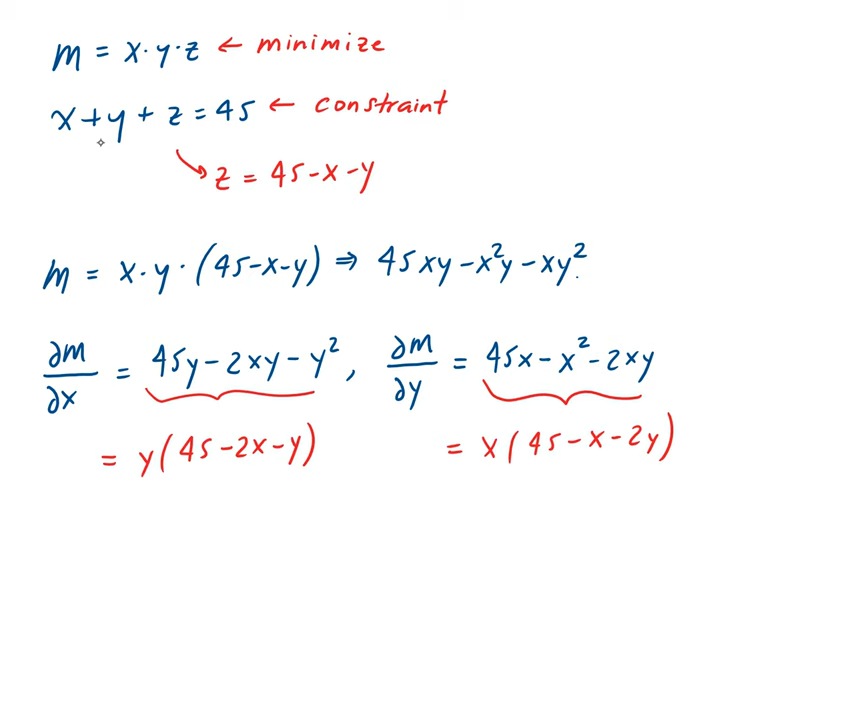 m = x · y · z ← minimize
x + y + z = 45 ← constraint
z = 45 - x - y
m = x · y · (45 - x - y) ⇒ 45xy - x²y - xy²
∂m/∂x = 45y - 2xy - y², ∂m/∂y = 45x - x² - 2xy
= y(45 - 2x - y) = x(45 - x - 2y)